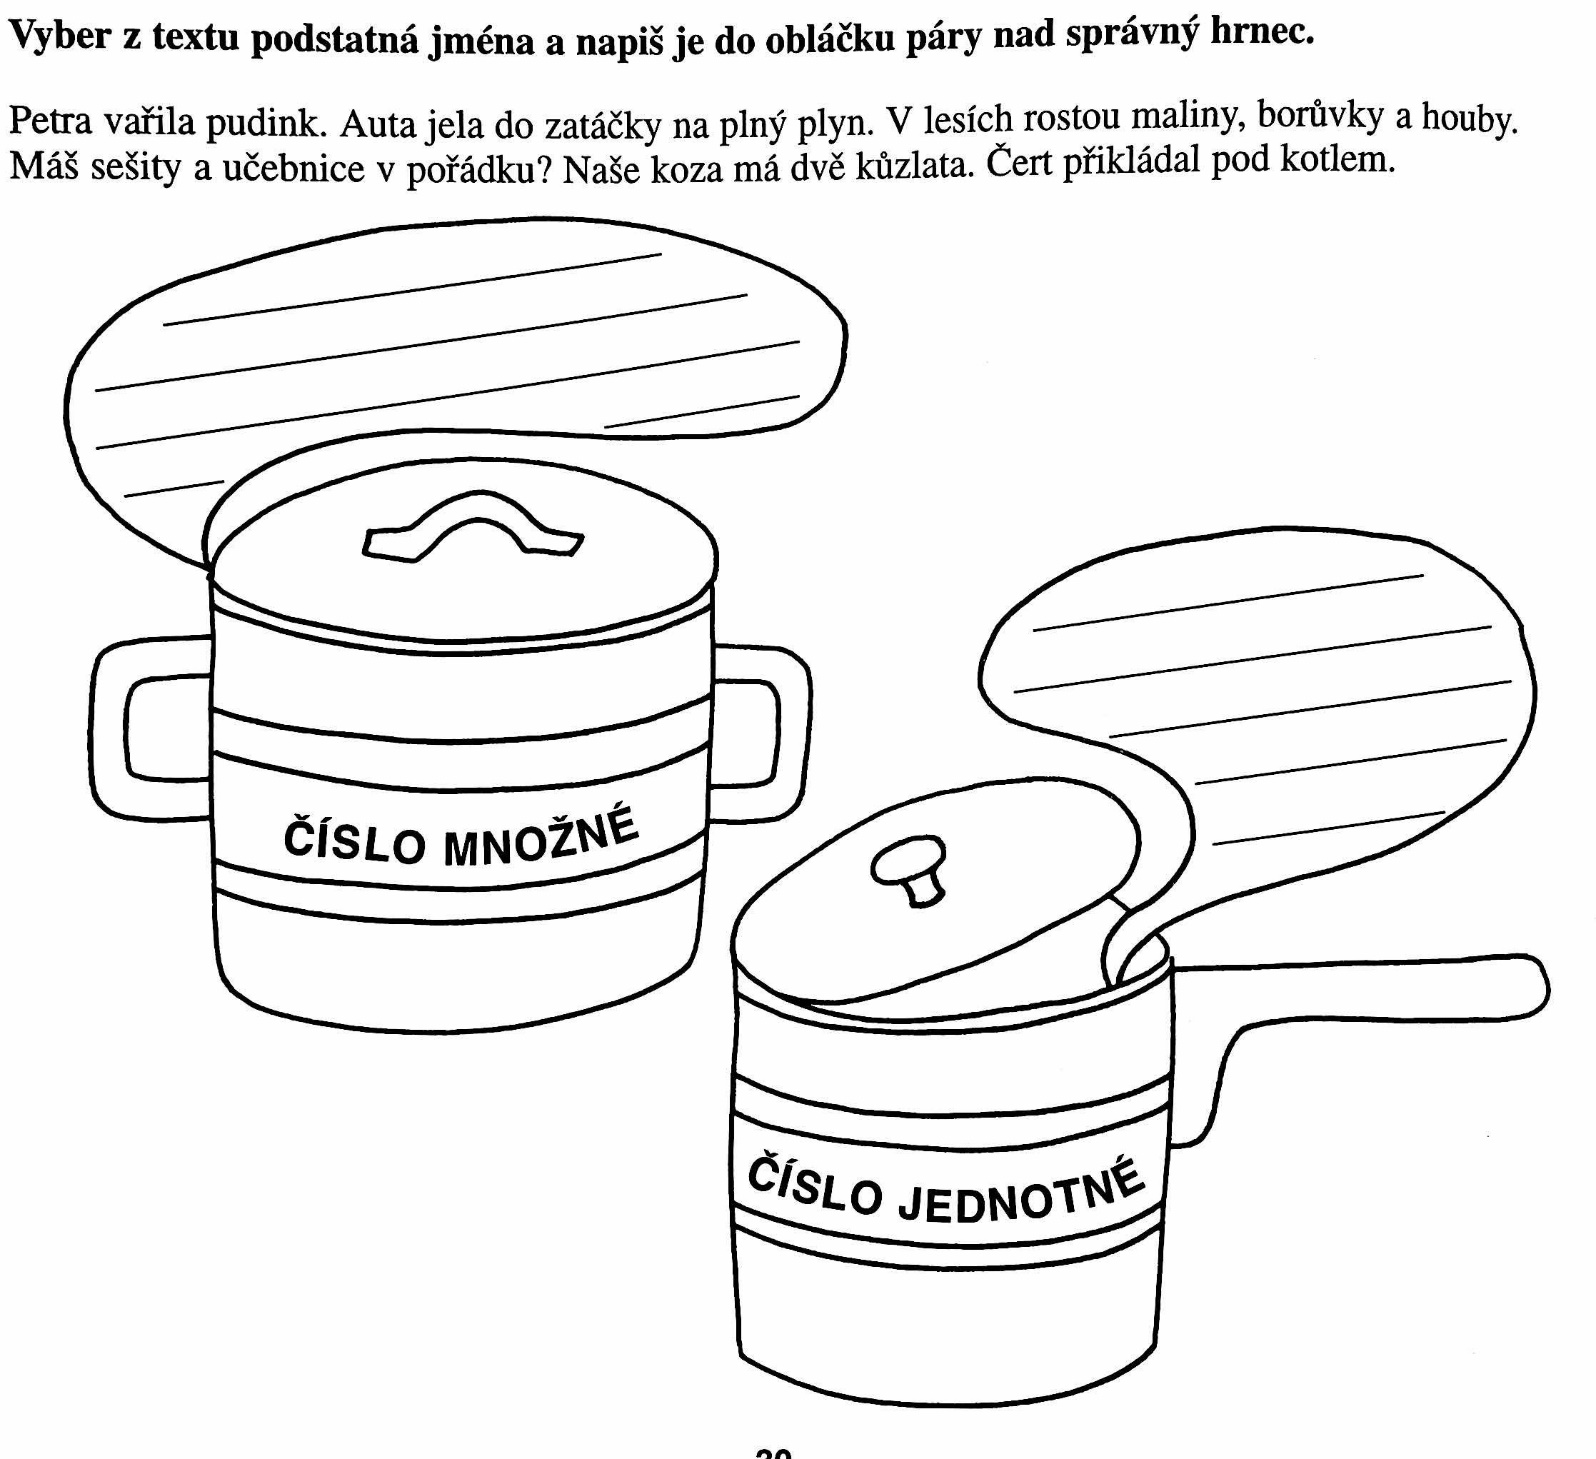 Vyber z textu podstatná jména a napiš je do obláčku páry nad správný hrnec.
Petra vařila pudink. Auta jela do zatáčky na plný plyn. V lesích rostou maliny, borůvky a houby.
Máš sešity a učebnice v pořádku? Naše koza má dvě kůzlata. Čert přikládal pod kotlem.
ČÍSLO MNOŽNÉ
ČÍSLO JEDNOTNÉ